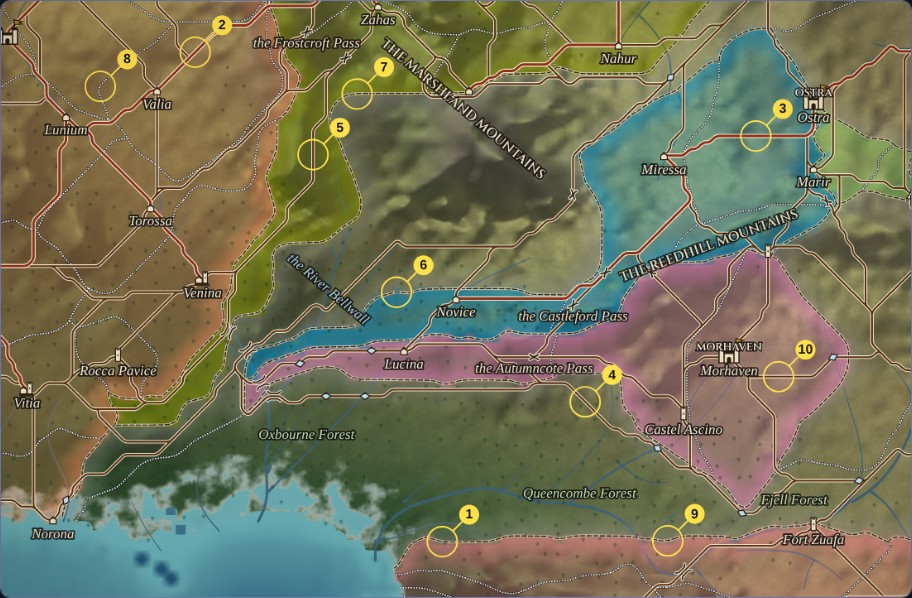 Zahas
2
the Frostcroft Pass
THE MARSHLAND MOUNTAINS
Nahur
8
7
Valia
OSTRA
Ostra
3
Lunium
5
Miressa
Marir
Torossa
THE REEDHILL MOUNTAINS
the River Bellwall
6
Venina
Novice
the Castleford Pass
MORHAVEN
Morhaven
10
Rocca Pavice
Lucina
the Autumncote Pass
4
Vitia
Castel Ascino
Oxbourne Forest
Queencombe Forest
Fjell Forest
1
9
Norona
Fort Zuafa